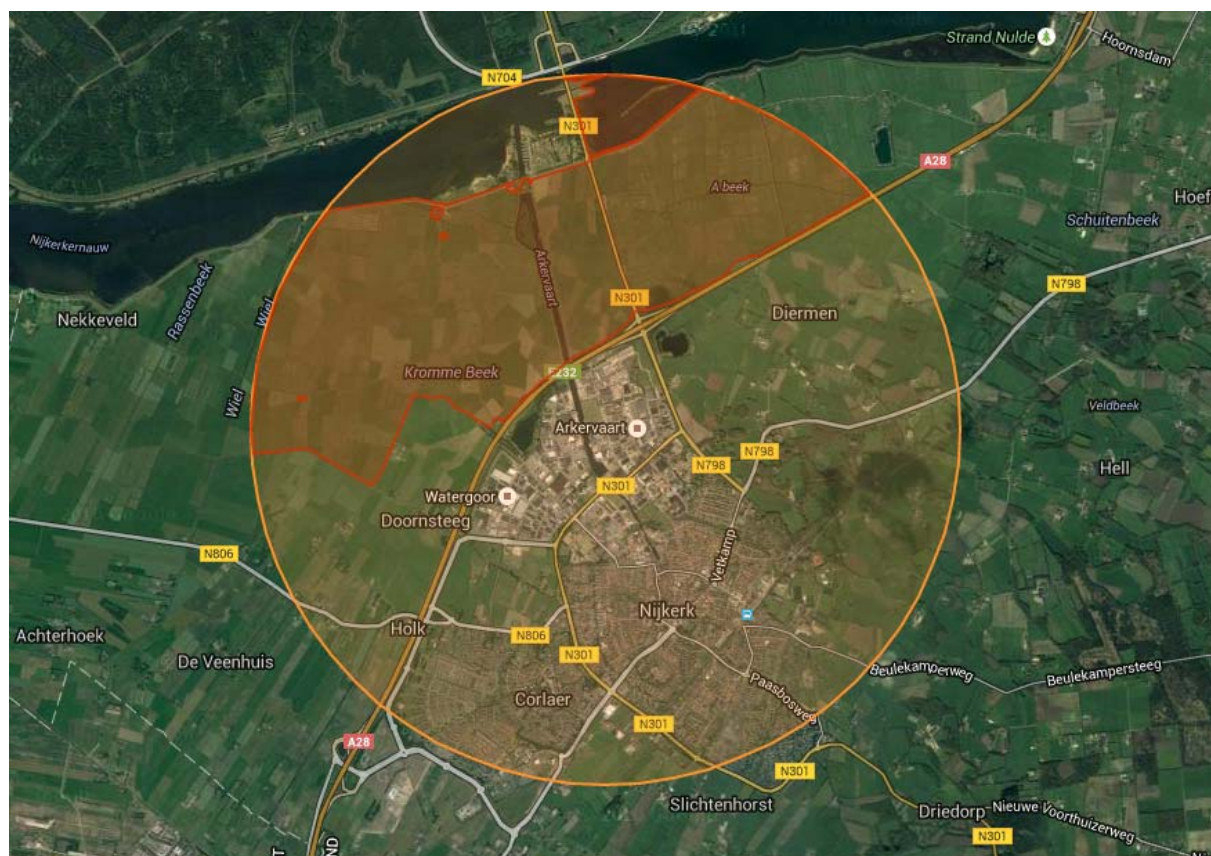 Strand Nulde
Hoornsdam
N704
N301
A28
A beek
Hoef
Schuitenbeek
Nijkerkernauw
Rassenbeek
Arkervaart
N798
Wiel
N301
Diermen
Nekkeveld
Kromme Beek
E232
Wiel
Veldbeek
Arkervaart
N798
N798
Hell
Watergoor
N301
Doornsteeg
N806
Vetkamp
Nijkerk
Holk
N806
Achterhoek
De Veenhuis
N301
Beulekamperweg
Beulekampersteeg
Paasbosweg
Corlaer
N301
A28
N301
Slichtenhorst
Driedorp
Nieuwe Voorthuizerweg
N301